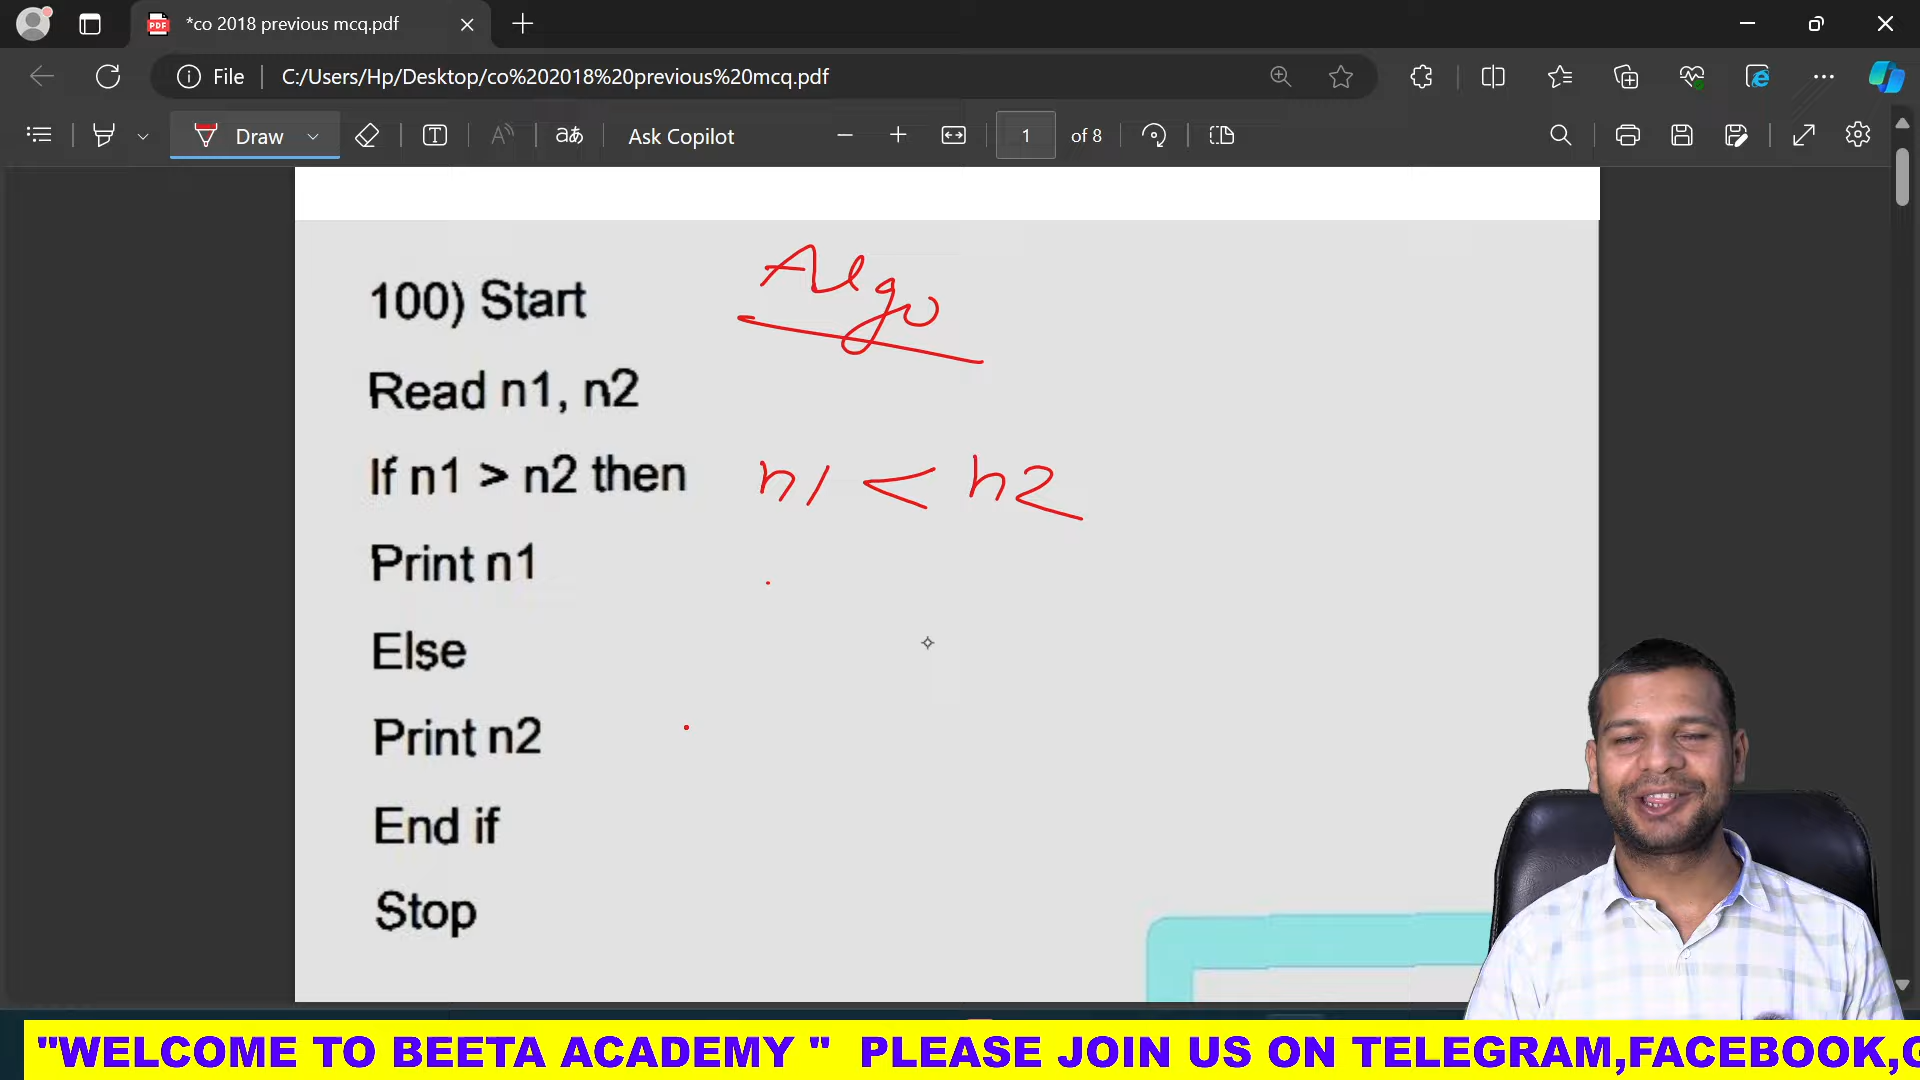 *co 2018 previous mcq.pdf
File
C:/Users/Hp/Desktop/co%202018%20previous%20mcq.pdf
Draw
Ask Copilot
1 of 8
100) Start
Algo
Read n1, n2
If n1 > n2 then
n1 < n2
Print n1
Else
Print n2
End if
Stop
"WELCOME TO BEETA ACADEMY " PLEASE JOIN US ON TELEGRAM,FACEBOOK,